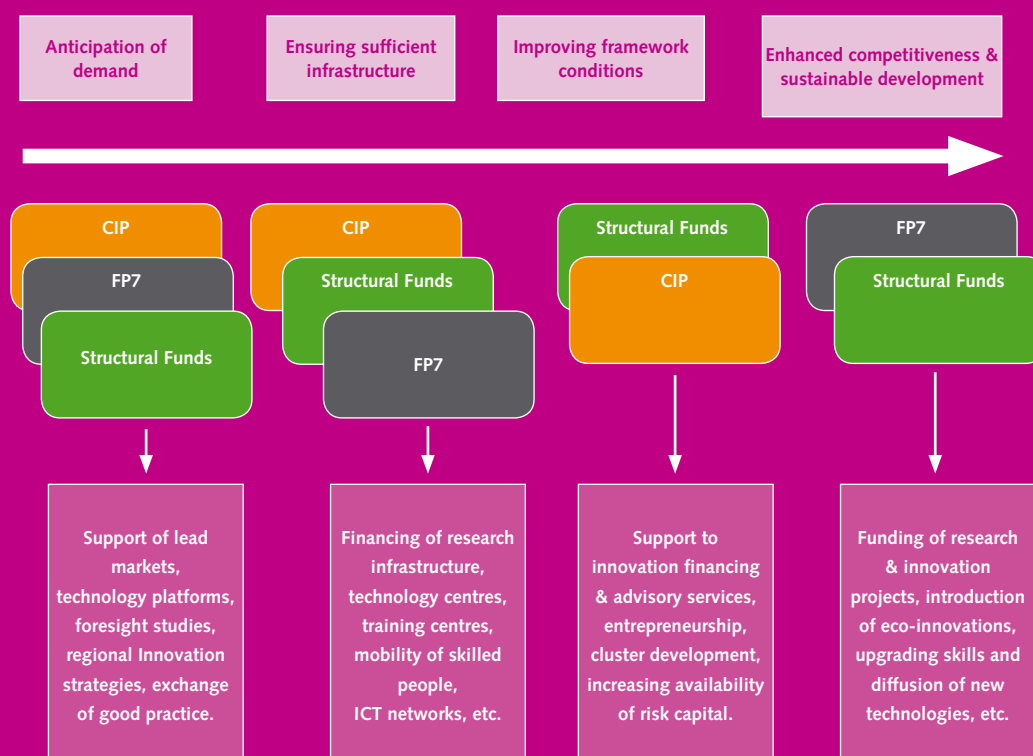 Anticipation of
demand
Ensuring sufficient
infrastructure
Improving framework
conditions
Enhanced competitiveness &
sustainable development
CIP
FP7
Structural Funds
CIP
Structural Funds
FP7
Structural Funds
CIP
FP7
Structural Funds
Support of lead
markets,
technology platforms,
foresight studies,
regional Innovation
strategies, exchange
of good practice.
Financing of research
infrastructure,
technology centres,
training centres,
mobility of skilled
people,
ICT networks, etc.
Support to
innovation financing
& advisory services,
entrepreneurship,
cluster development,
increasing availability
of risk capital.
Funding of research
& innovation
projects, introduction
of eco-innovations,
upgrading skills and
diffusion of new
technologies, etc.